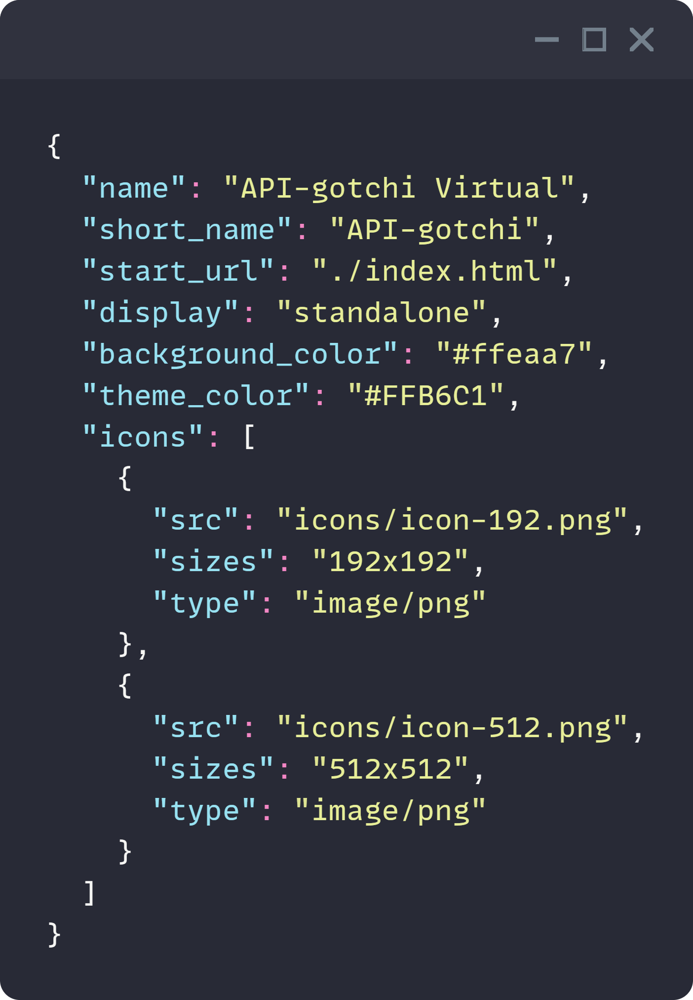 {
  "name": "API-gotchi Virtual",
  "short_name": "API-gotchi",
  "start_url": "./index.html",
  "display": "standalone",
  "background_color": "#ffeaa7",
  "theme_color": "#FFB6C1",
  "icons": [
    {
      "src": "icons/icon-192.png",
      "sizes": "192x192",
      "type": "image/png"
    },
    {
      "src": "icons/icon-512.png",
      "sizes": "512x512",
      "type": "image/png"
    }
  ]
}